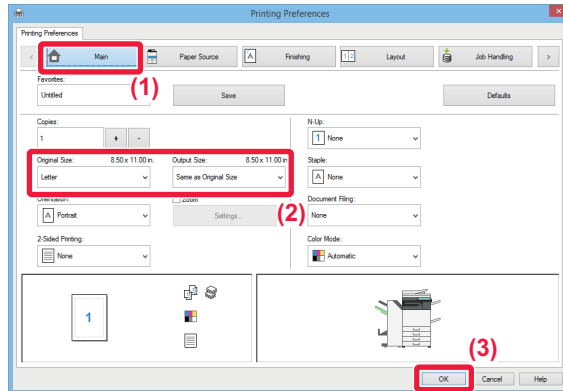 Printing Preferences
Printing Preferences
Main
Paper Source
Finishing
Layout
Job Handling
(1)
Favorites:
Untitled
Save
Defaults
Copies:
1
+ -
N-Up:
1 None
Original Size: 8.50 x 11.00 in.
Letter
Output Size: 8.50 x 11.00 in.
Same as Original Size
Staple:
A None
Orientation:
A Portrait
Zoom
Settings...
(2)
Document Filing:
None
2-Sided Printing:
None
Color Mode:
Automatic
1
(3)
OK Cancel Help